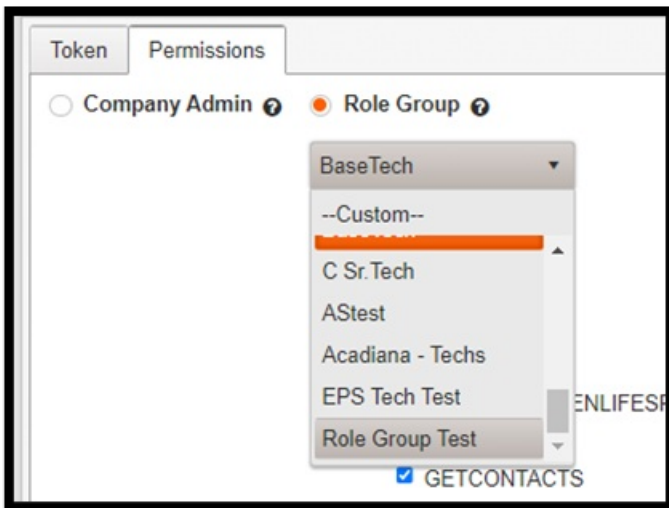 Token Permissions
Company Admin Role Group
BaseTech
--Custom--
C Sr.Tech
AStest
Acadiana - Techs
EPS Tech Test
Role Group Test
GETCONTACTS